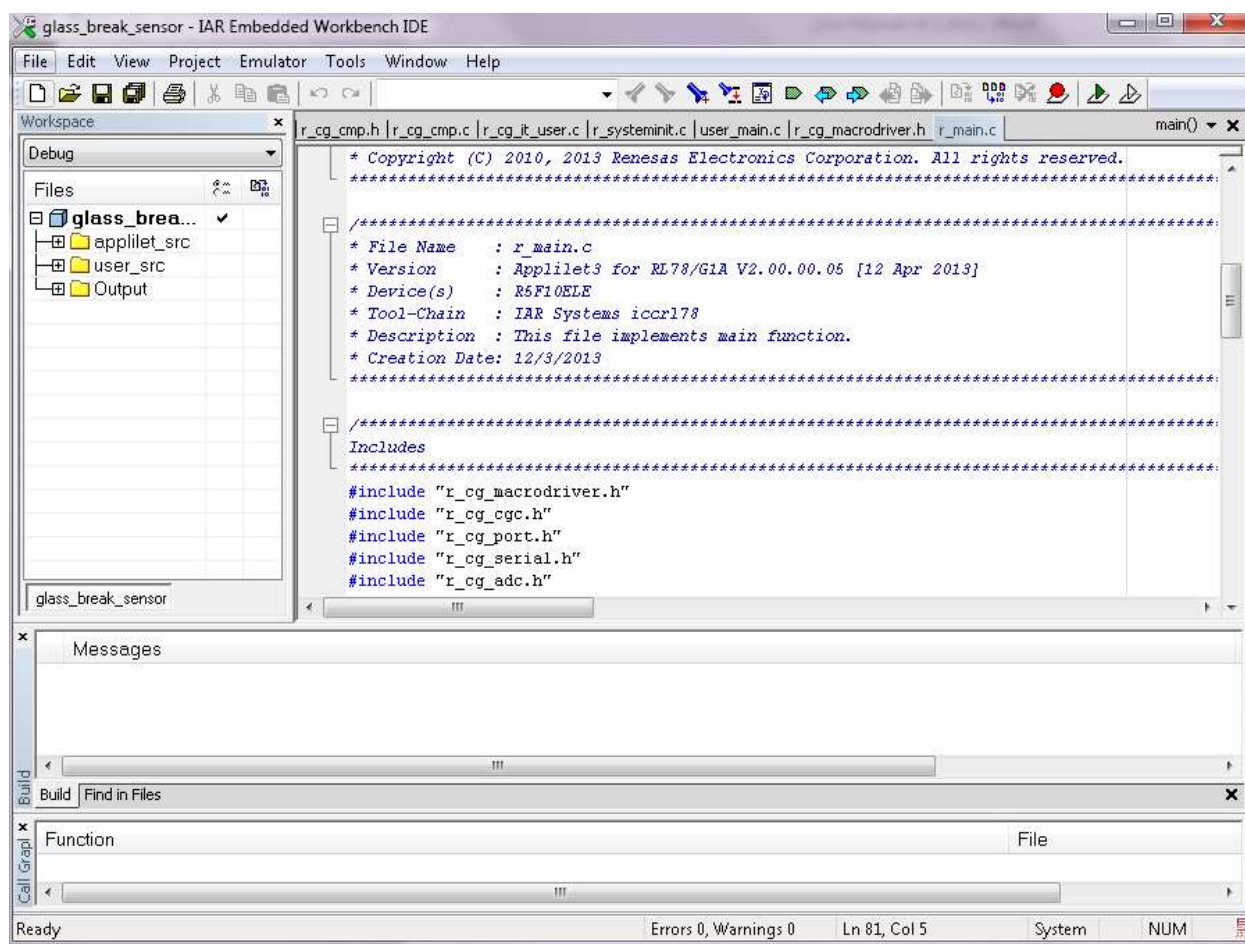 glass_break_sensor - IAR Embedded Workbench IDE
File Edit View Project Emulator Tools Window Help
Workspace
Debug
Files
glass_brea...
applilet_src
user_src
Output
glass_break_sensor
r_cg_cmp.h | r_cg_cmp.c | r_cg_it_user.c | r_systeminit.c | user_main.c | r_cg_macrodriver.h r_main.c
main()
* Copyright (C) 2010, 2013 Renesas Electronics Corporation. All rights reserved.
***********************************************************************
/**********************************************************************
* File Name : r_main.c
* Version : Applilet3 for RL78/G1A V2.00.00.05 [12 Apr 2013]
* Device(s) : R5F10ELE
* Tool-Chain : IAR Systems iccrl78
* Description : This file implements main function.
* Creation Date: 12/3/2013
***********************************************************************
/**********************************************************************
Includes
***********************************************************************
#include "r_cg_macrodriver.h"
#include "r_cg_cgc.h"
#include "r_cg_port.h"
#include "r_cg_serial.h"
#include "r_cg_adc.h"
Messages
Build
Build Find in Files
Function File
Call Grapl
Ready Errors 0, Warnings 0 Ln 81, Col 5 System NUM